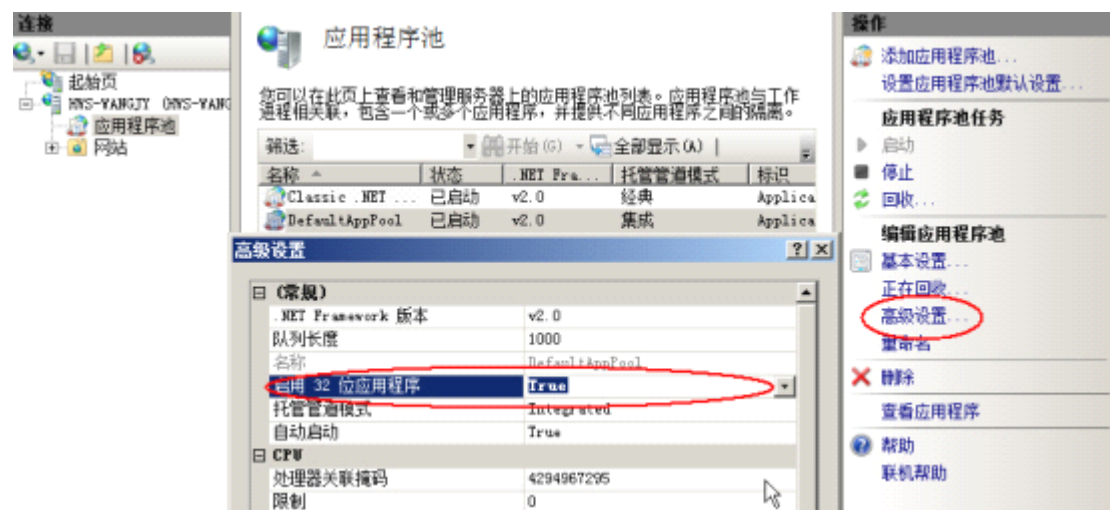 连接
起始页
HWS-YANGJY (HWS-YANG
应用程序池
网站
应用程序池
您可以在此页上查看和管理服务器上的应用程序池列表。应用程序池与工作
进程相关联，包含一个或多个应用程序，并提供不同应用程序之间的隔离。
筛选: 开始(G) 全部显示(A)
名称 状态 .NET Fra... 托管管道模式 标识
Classic .NET ... 已启动 v2.0 经典 Applica
DefaultAppPool 已启动 v2.0 集成 Applica
高级设置
(常规)
.NET Framework 版本 v2.0
队列长度 1000
名称 DefaultAppPool
启用 32 位应用程序 True
托管管道模式 Integrated
自动启动 True
CPU
处理器关联掩码 4294967295
限制 0
操作
添加应用程序池...
设置应用程序池默认设置...
应用程序池任务
启动
停止
回收...
编辑应用程序池
基本设置...
正在回收...
高级设置...
重命名
删除
查看应用程序
帮助
联机帮助